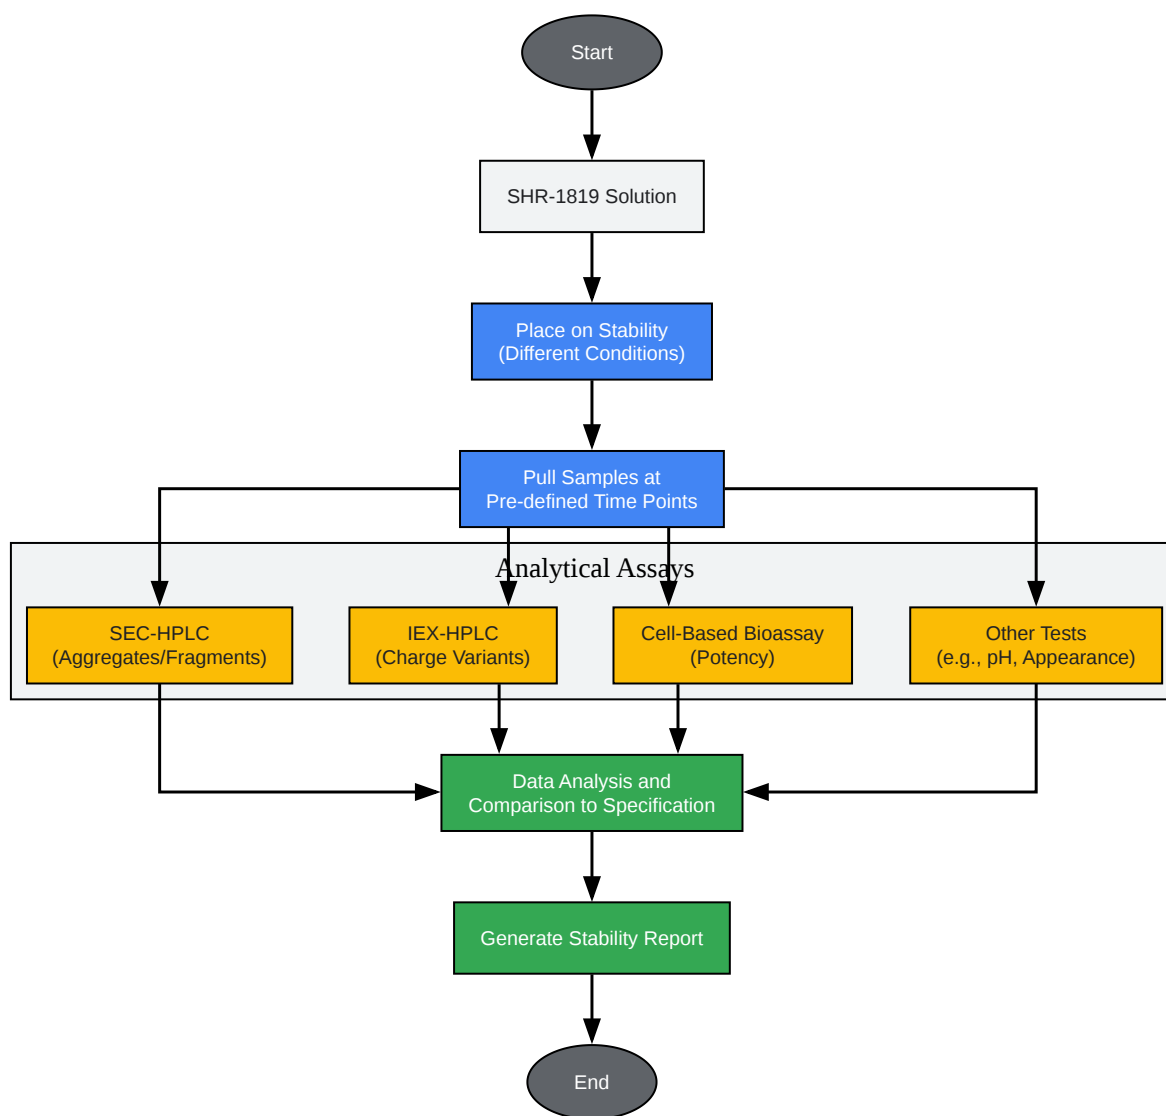 Start
SHR-1819 Solution
Place on Stability
(Different Conditions)
Pull Samples at
Pre-defined Time Points
Analytical Assays
SEC-HPLC
(Aggregates/Fragments)
IEX-HPLC
(Charge Variants)
Cell-Based Bioassay
(Potency)
Other Tests
(e.g., pH, Appearance)
Data Analysis and
Comparison to Specification
Generate Stability Report
End